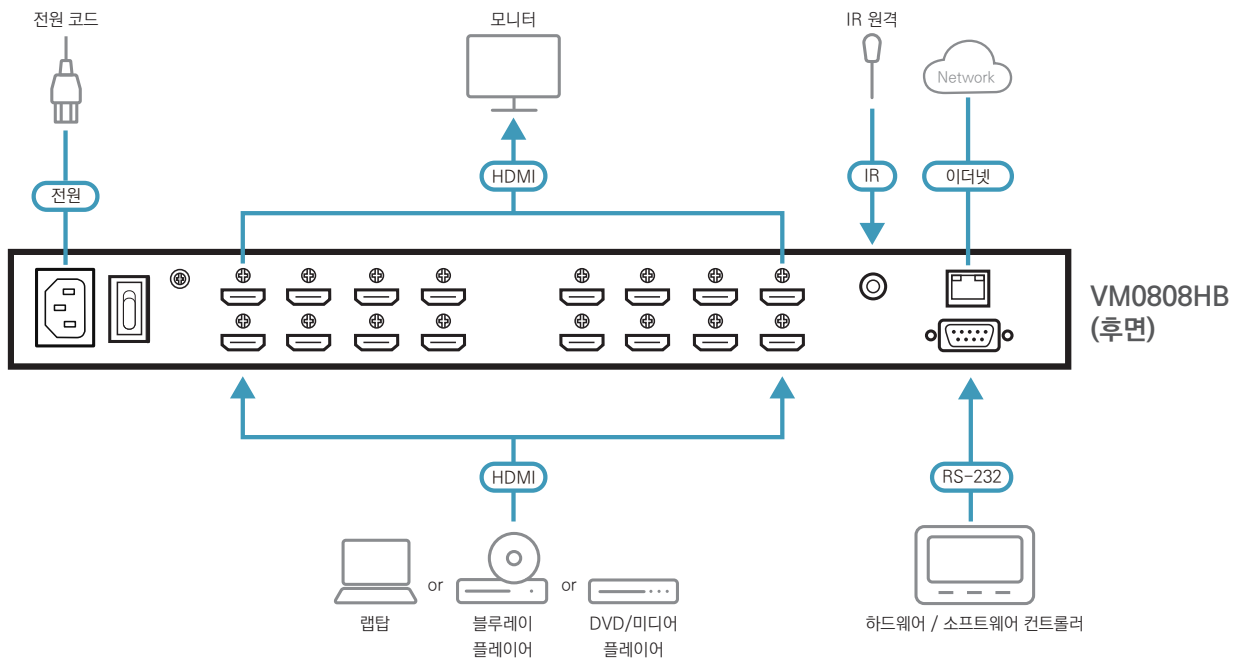 전원 코드
모니터
IR 원격
Network
전원
HDMI
IR
이더넷
VM0808HB
(후면)
HDMI
RS-232
or
or
랩탑
블루레이
플레이어
DVD/미디어
플레이어
하드웨어 / 소프트웨어 컨트롤러